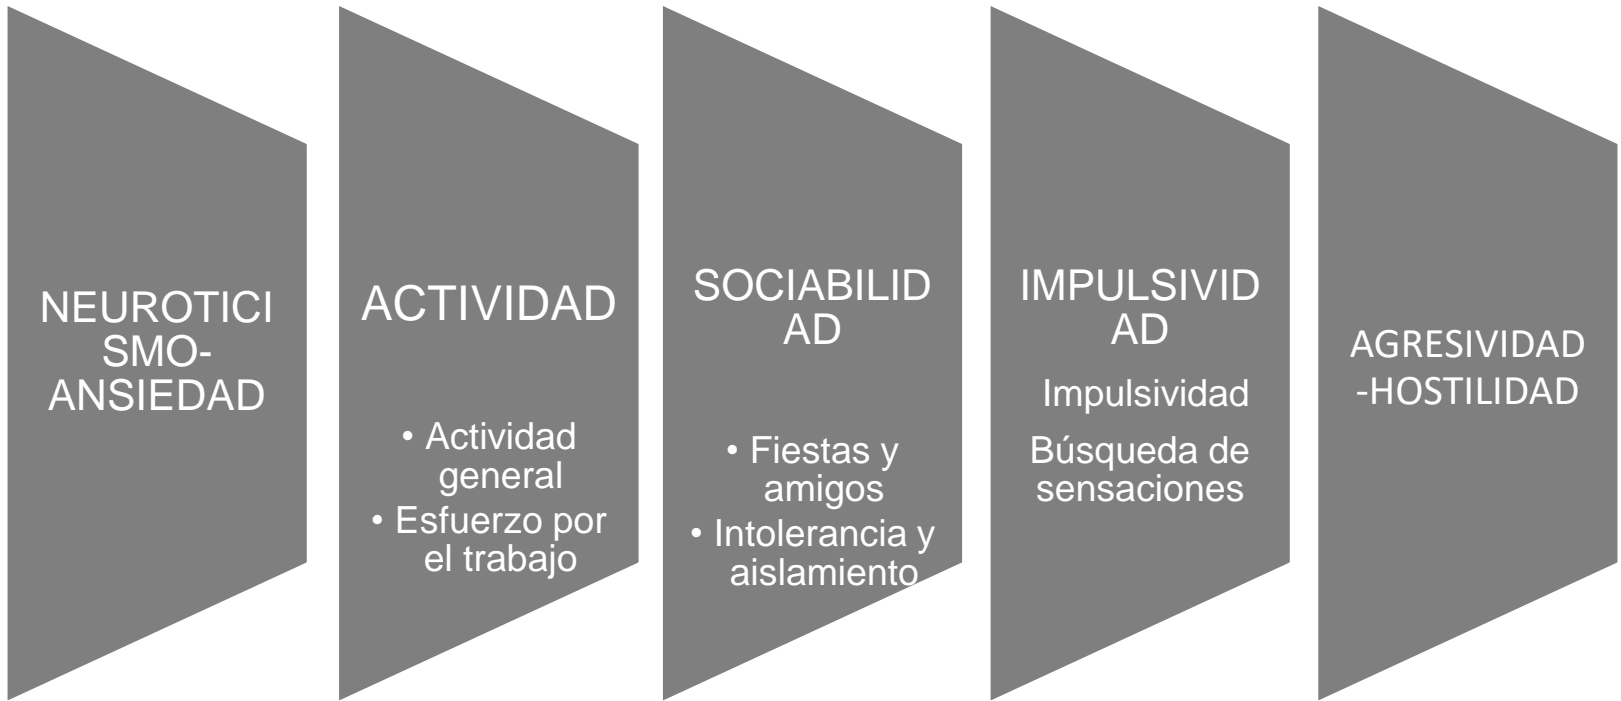 NEUROTICI
SMO-
ANSIEDAD
ACTIVIDAD
• Actividad
general
• Esfuerzo por
el trabajo
SOCIABILID
AD
• Fiestas y
amigos
• Intolerancia y
aislamiento
IMPULSIVID
AD
Impulsividad
Búsqueda de
sensaciones
AGRESIVIDAD
-HOSTILIDAD